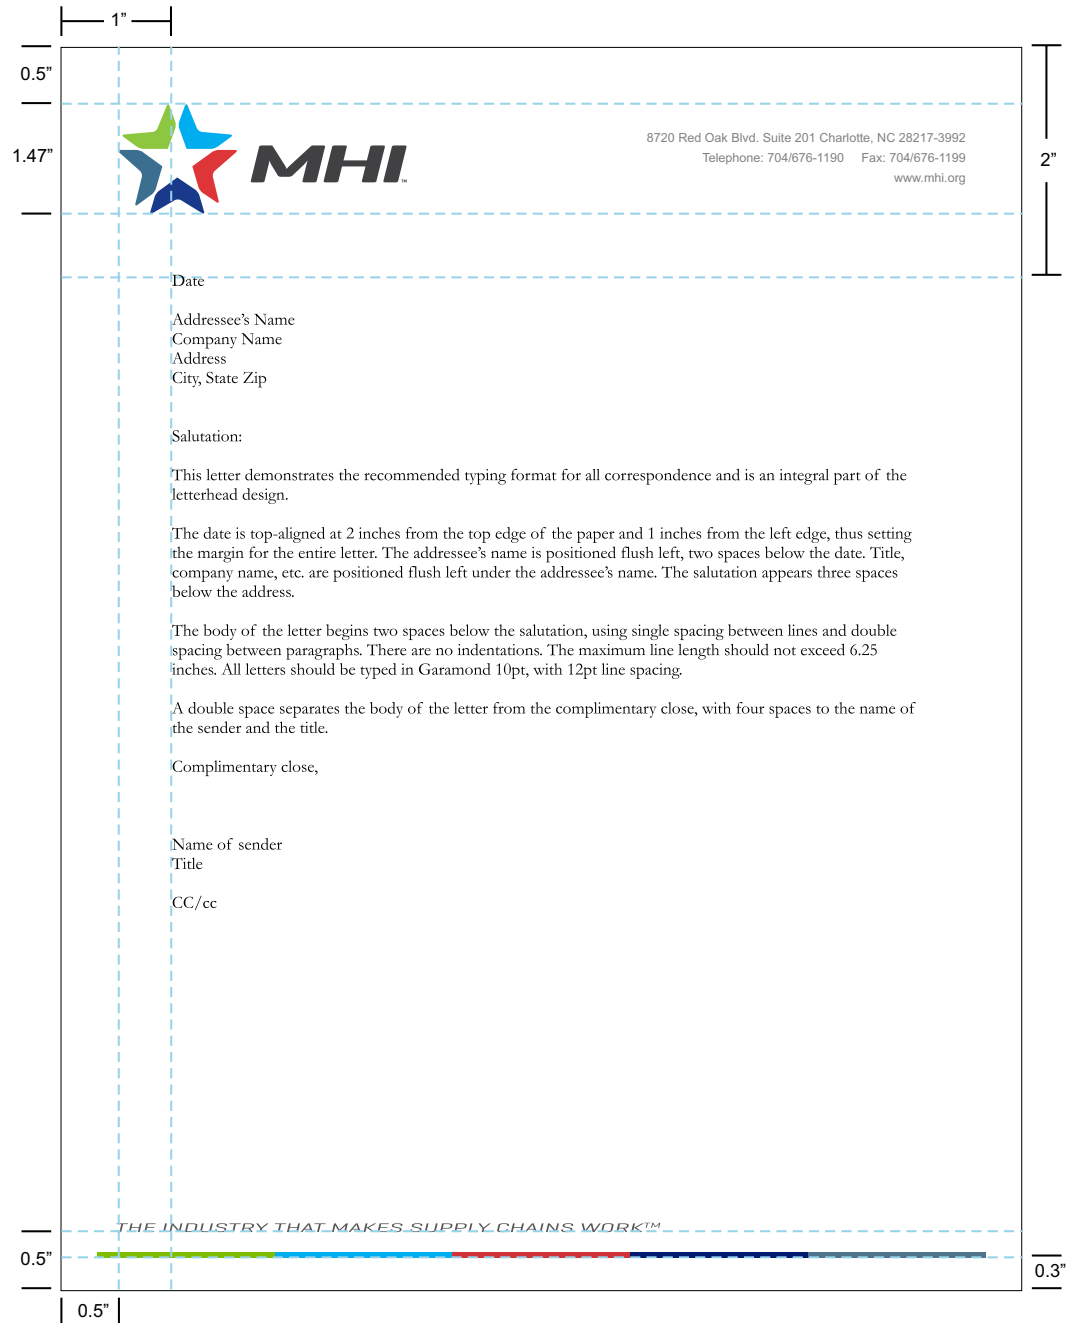 1”
0.5”
1.47”
2”
MHI™
8720 Red Oak Blvd. Suite 201 Charlotte, NC 28217-3992
Telephone: 704/676-1190 Fax: 704/676-1199
www.mhi.org
Date
Addressee’s Name
Company Name
Address
City, State Zip
Salutation:
This letter demonstrates the recommended typing format for all correspondence and is an integral part of the
letterhead design.
The date is top-aligned at 2 inches from the top edge of the paper and 1 inches from the left edge, thus setting
the margin for the entire letter. The addressee’s name is positioned flush left, two spaces below the date. Title,
company name, etc. are positioned flush left under the addressee’s name. The salutation appears three spaces
below the address.
The body of the letter begins two spaces below the salutation, using single spacing between lines and double
spacing between paragraphs. There are no indentations. The maximum line length should not exceed 6.25
inches. All letters should be typed in Garamond 10pt, with 12pt line spacing.
A double space separates the body of the letter from the complimentary close, with four spaces to the name of
the sender and the title.
Complimentary close,
Name of sender
Title
CC/cc
THE INDUSTRY THAT MAKES SUPPLY CHAINS WORK™
0.5”
0.3”
0.5”